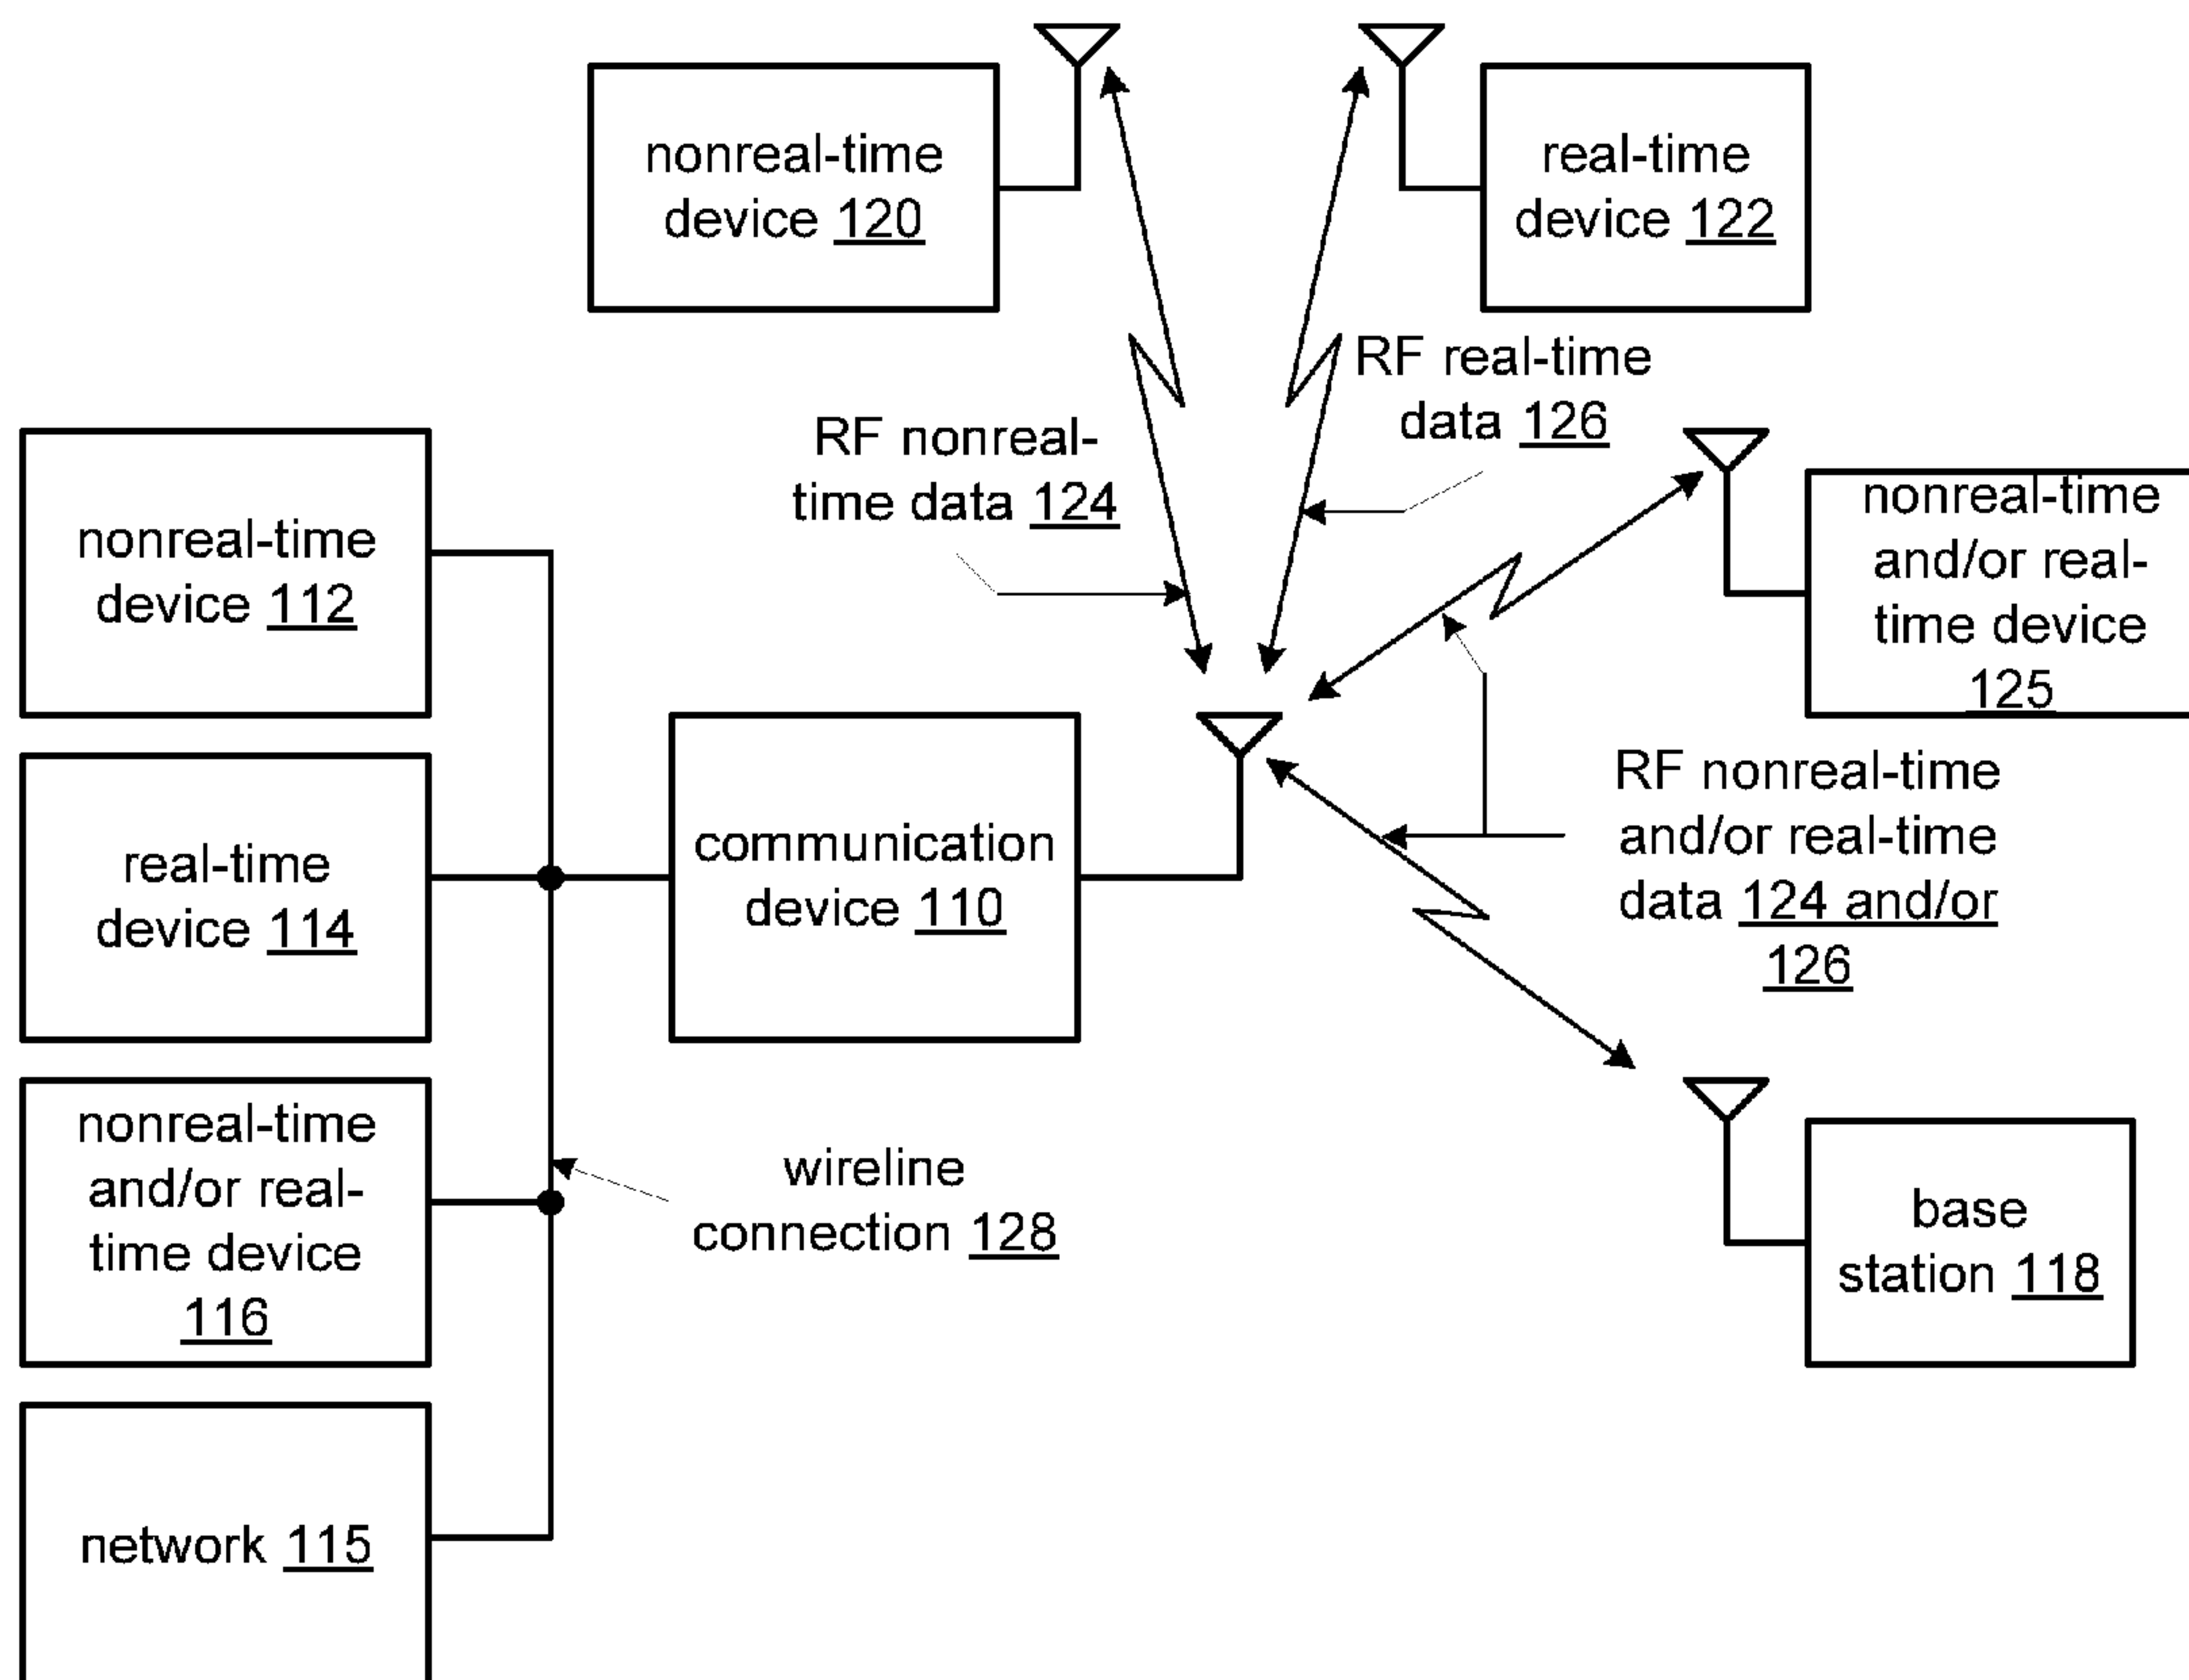 nonreal-time
device 120
real-time
device 122
RF real-time
data 126
RF nonreal-
time data 124
nonreal-time
and/or real-
time device
125
nonreal-time
device 112
real-time
device 114
communication
device 110
RF nonreal-time
and/or real-time
data 124 and/or
126
nonreal-time
and/or real-
time device
116
wireline
connection 128
base
station 118
network 115